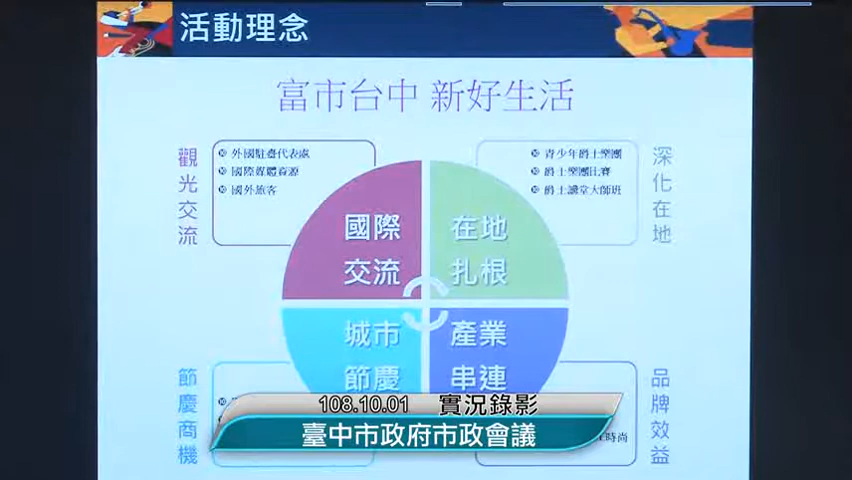 活動理念
富市台中 新好生活
觀光交流
外國駐臺代表處
國際媒體資源
國外旅客
青少年爵士樂團
爵士樂團比賽
爵士講堂大師班
深化在地
國際交流
在地扎根
城市節慶
產業串連
節慶商機
品牌效益
時尚
108.10.01 實況錄影
臺中市政府市政會議